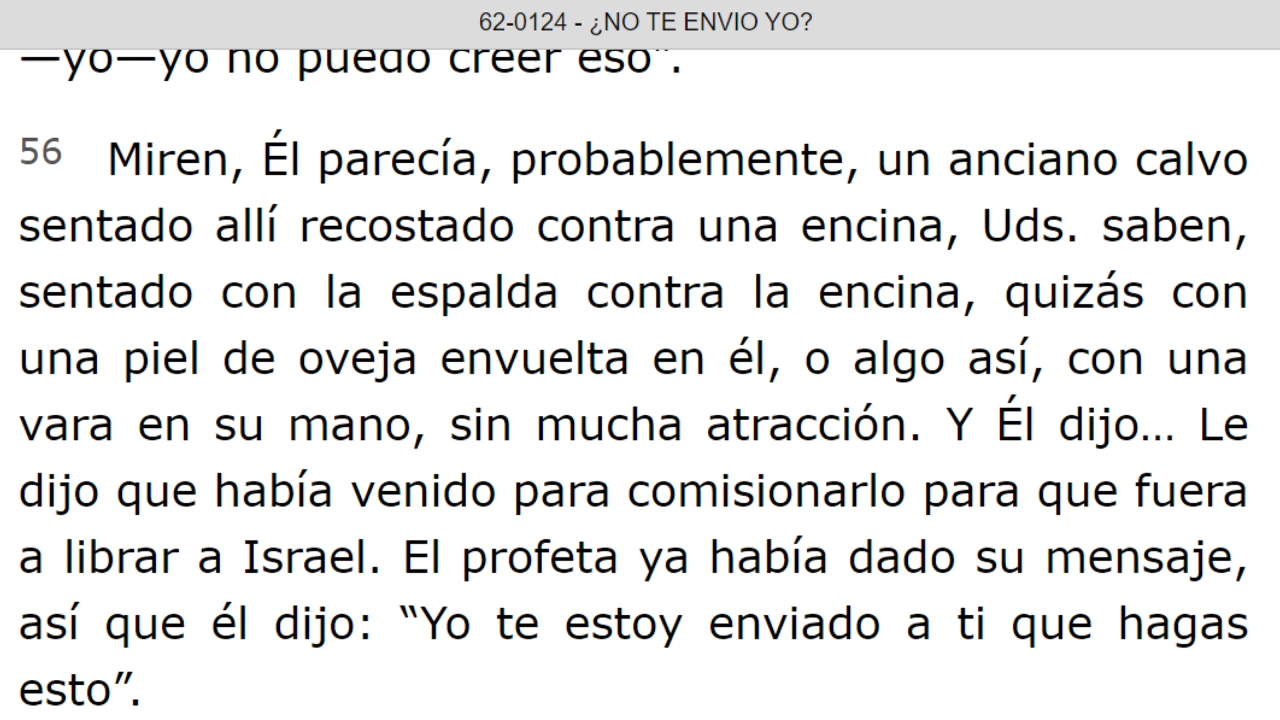 62-0124 - ¿NO TE ENVIO YO?
—yo—yo no puedo creer eso”.
56 Miren, Él parecía, probablemente, un anciano calvo
sentado allí recostado contra una encina, Uds. saben,
sentado con la espalda contra la encina, quizás con
una piel de oveja envuelta en él, o algo así, con una
vara en su mano, sin mucha atracción. Y Él dijo… Le
dijo que había venido para comisionarlo para que fuera
a librar a Israel. El profeta ya había dado su mensaje,
así que él dijo: “Yo te estoy enviado a ti que hagas
esto”.